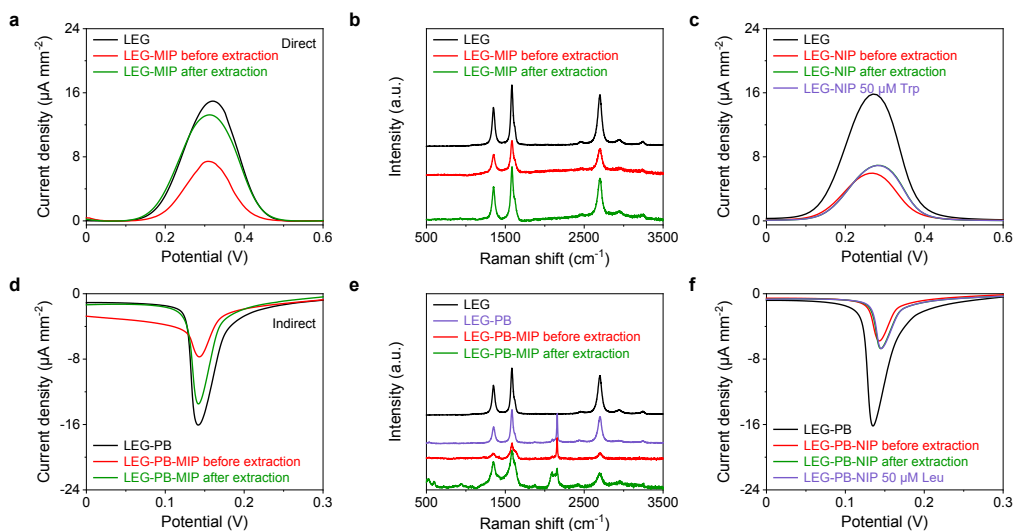 a
24
16
8
0
0
0.2
0.4
0.6
Current density (µA mm⁻²)
Potential (V)
LEG
Direct
LEG-MIP before extraction
LEG-MIP after extraction
b
LEG
LEG-MIP before extraction
LEG-MIP after extraction
Intensity (a.u.)
500
1500
2500
3500
Raman shift (cm⁻¹)
c
24
16
8
0
0
0.2
0.4
0.6
Current density (µA mm⁻²)
Potential (V)
LEG
LEG-NIP before extraction
LEG-NIP after extraction
LEG-NIP 50 µM Trp
d
0
-8
-16
-24
0
0.1
0.2
0.3
Current density (µA mm⁻²)
Potential (V)
Indirect
LEG-PB
LEG-PB-MIP before extraction
LEG-PB-MIP after extraction
e
LEG
LEG-PB
LEG-PB-MIP before extraction
LEG-PB-MIP after extraction
Intensity (a.u.)
500
1500
2500
3500
Raman shift (cm⁻¹)
f
0
-8
-16
-24
0
0.1
0.2
0.3
Current density (µA mm⁻²)
Potential (V)
LEG-PB
LEG-PB-NIP before extraction
LEG-PB-NIP after extraction
LEG-PB-NIP 50 µM Leu